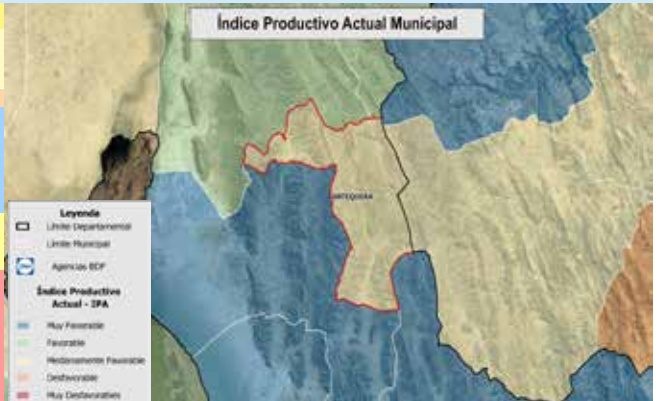 Índice Productivo Actual Municipal
Leyenda
Límite Departamental
Límite Municipal
Agencias BDP
Índice Productivo
Actual - IPA
Muy Favorable
Favorable
Medianamente Favorable
Desfavorable
Muy Desfavorables